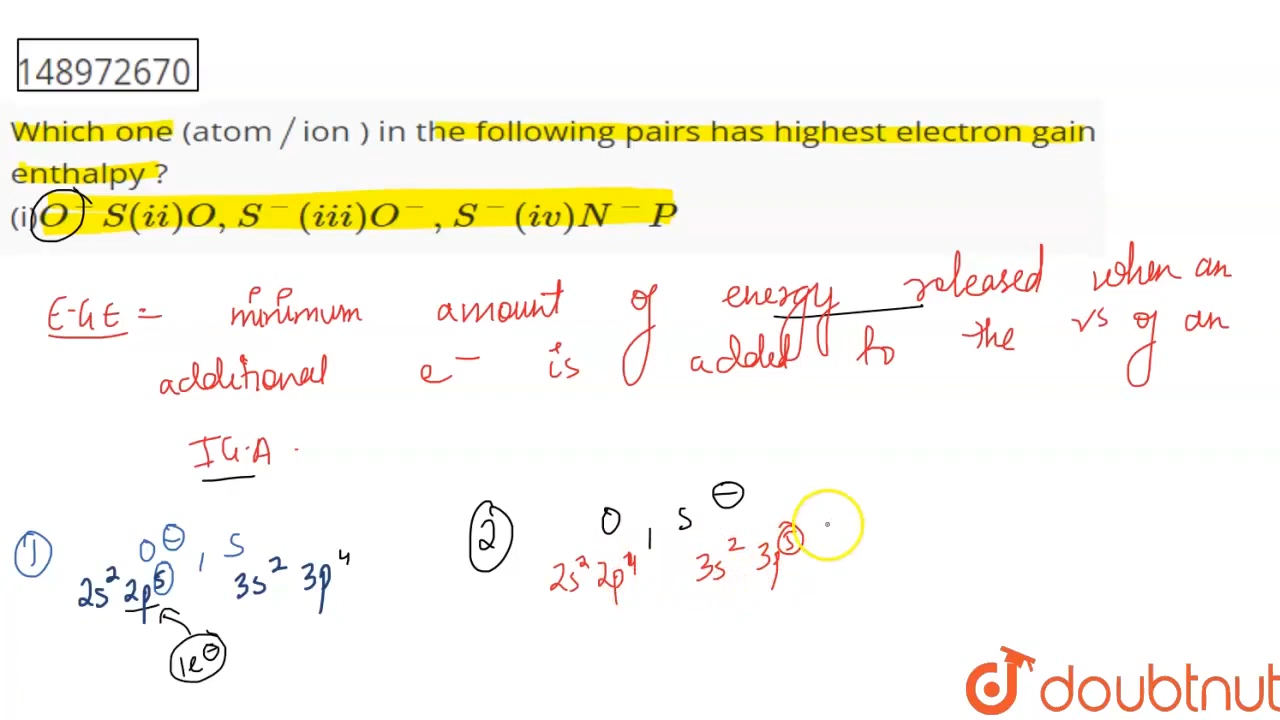 148972670
Which one (atom / ion ) in the following pairs has highest electron gain
enthalpy ?
(i)O⁻ S(ii)O, S⁻(iii)O⁻, S⁻(iv)N⁻P
E·GE = minimum amount of energy released when an
additional e⁻ is added to the vs of an
IGA.
① O⁻, S
2s² 2p⁵ 3s² 3p⁴
1e⁻
② O, S⁻
2s² 2p⁴ 3s² 3p⁵
doubtnut